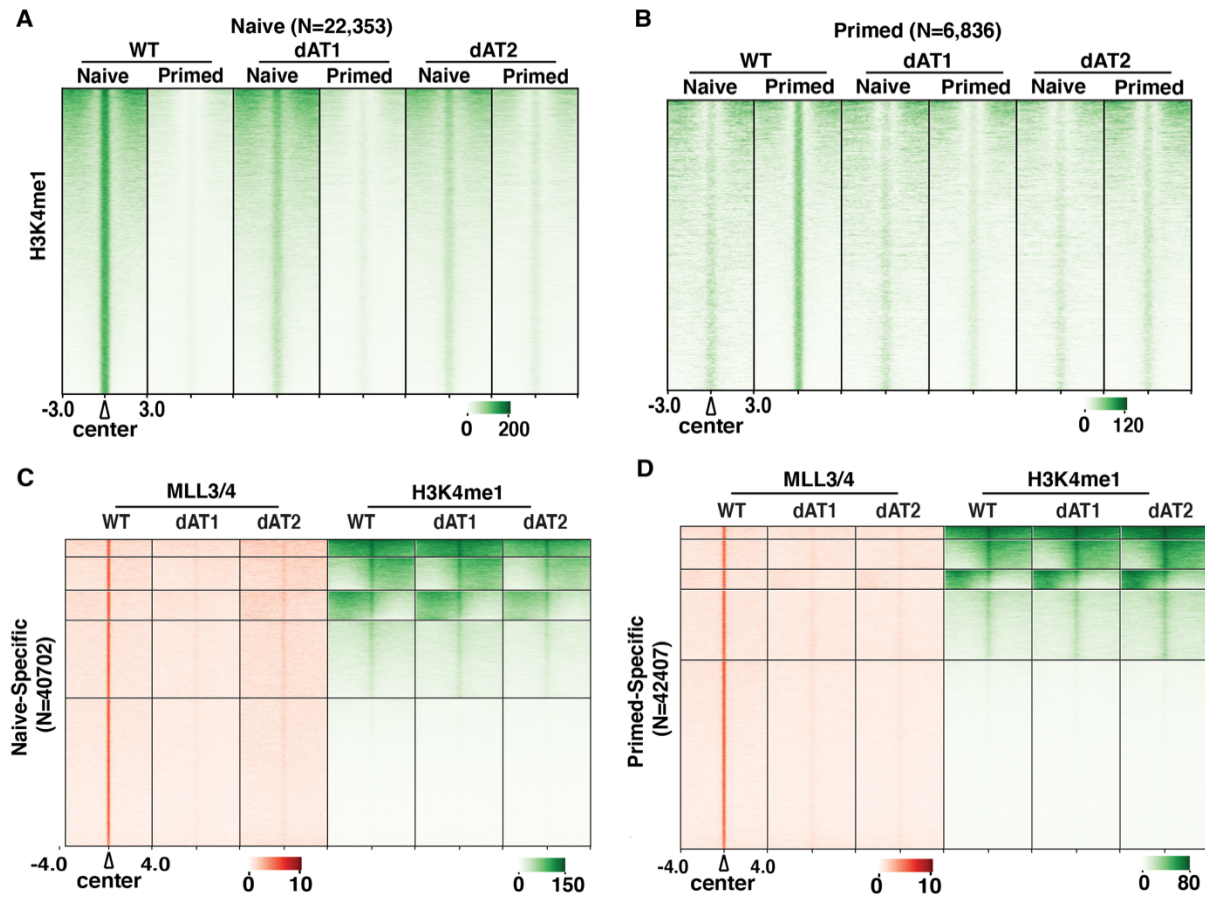 A
Naive (N=22,353)
WT dAT1 dAT2
Naive Primed Naive Primed Naive Primed
H3K4me1
-3.0 3.0
center
0 200
B
Primed (N=6,836)
WT dAT1 dAT2
Naive Primed Naive Primed Naive Primed
-3.0 3.0
center
0 120
C
MLL3/4 H3K4me1
WT dAT1 dAT2 WT dAT1 dAT2
Naive-Specific
(N=40702)
-4.0 4.0
center
0 10
0 150
D
MLL3/4 H3K4me1
WT dAT1 dAT2 WT dAT1 dAT2
Primed-Specific
(N=42407)
-4.0 4.0
center
0 10
0 80